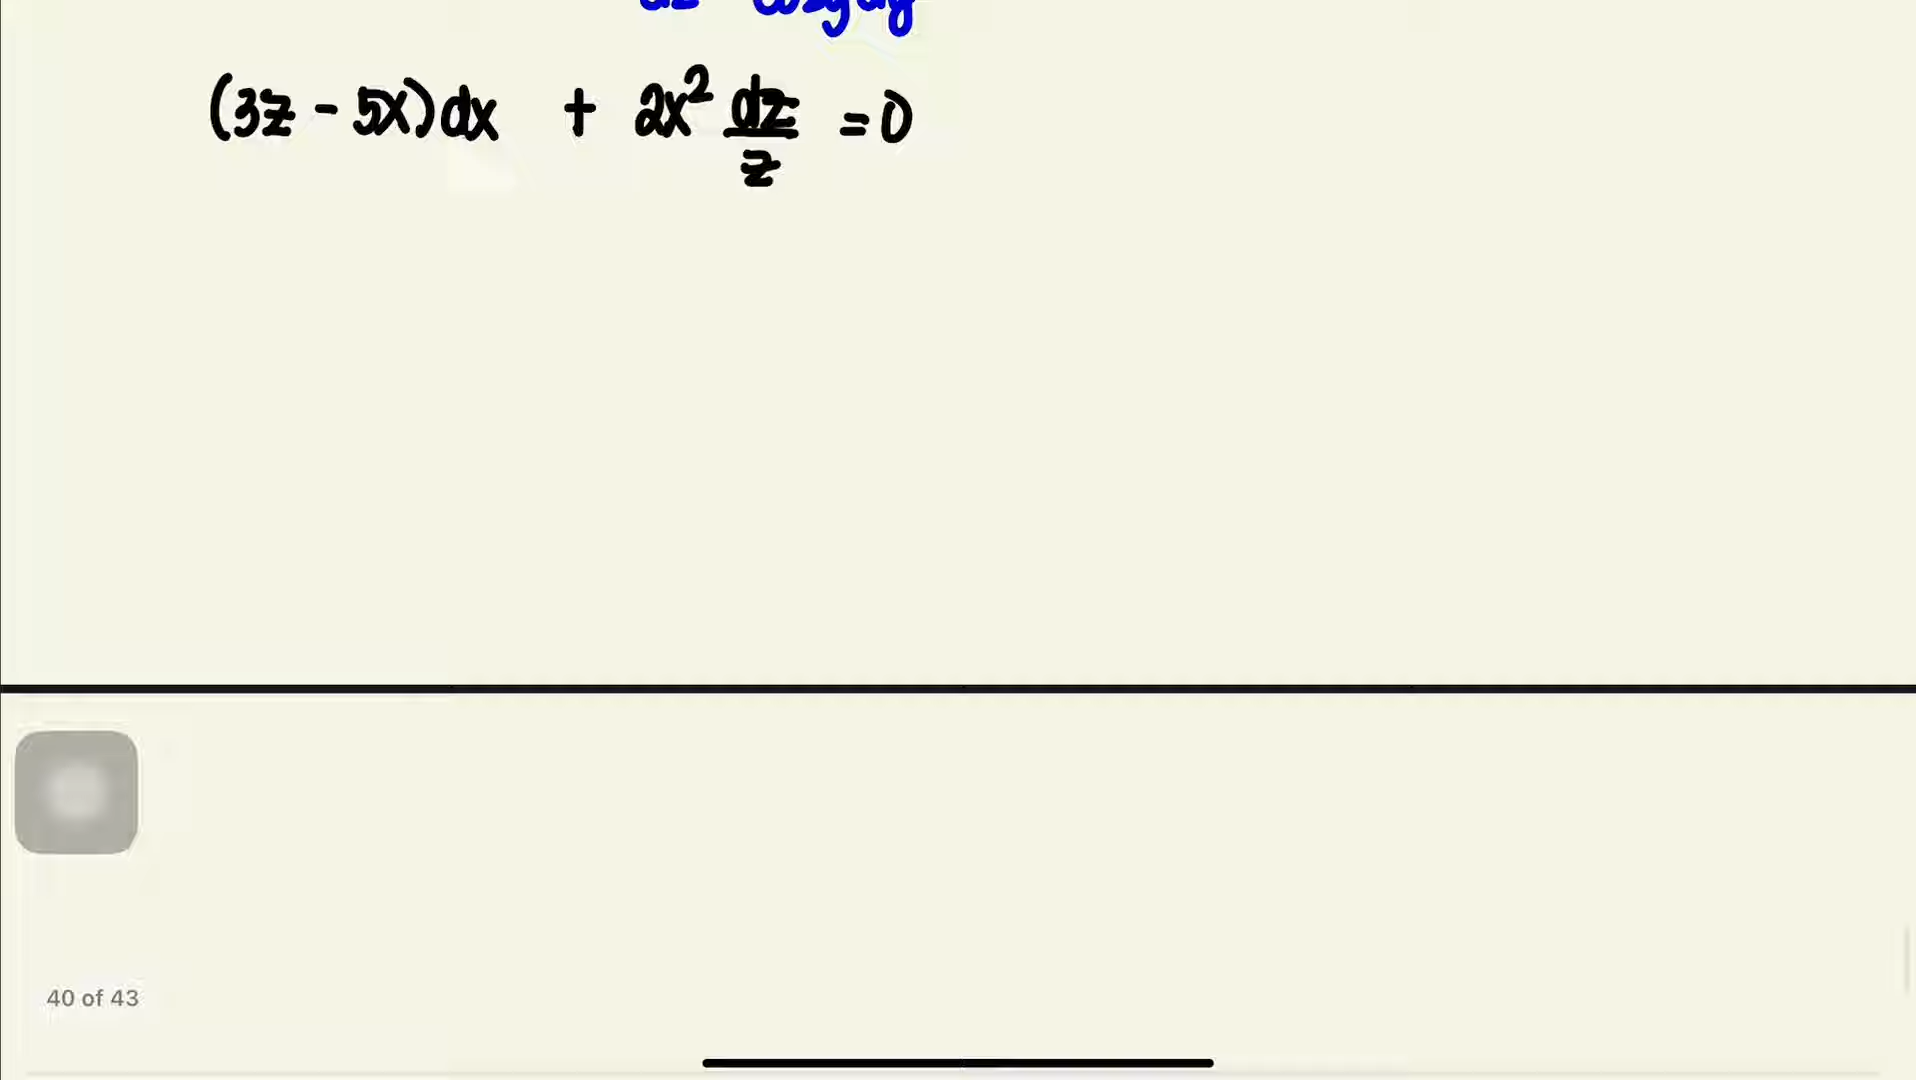 (3z - 5x)dx + 2x² dz/z = 0
40 of 43